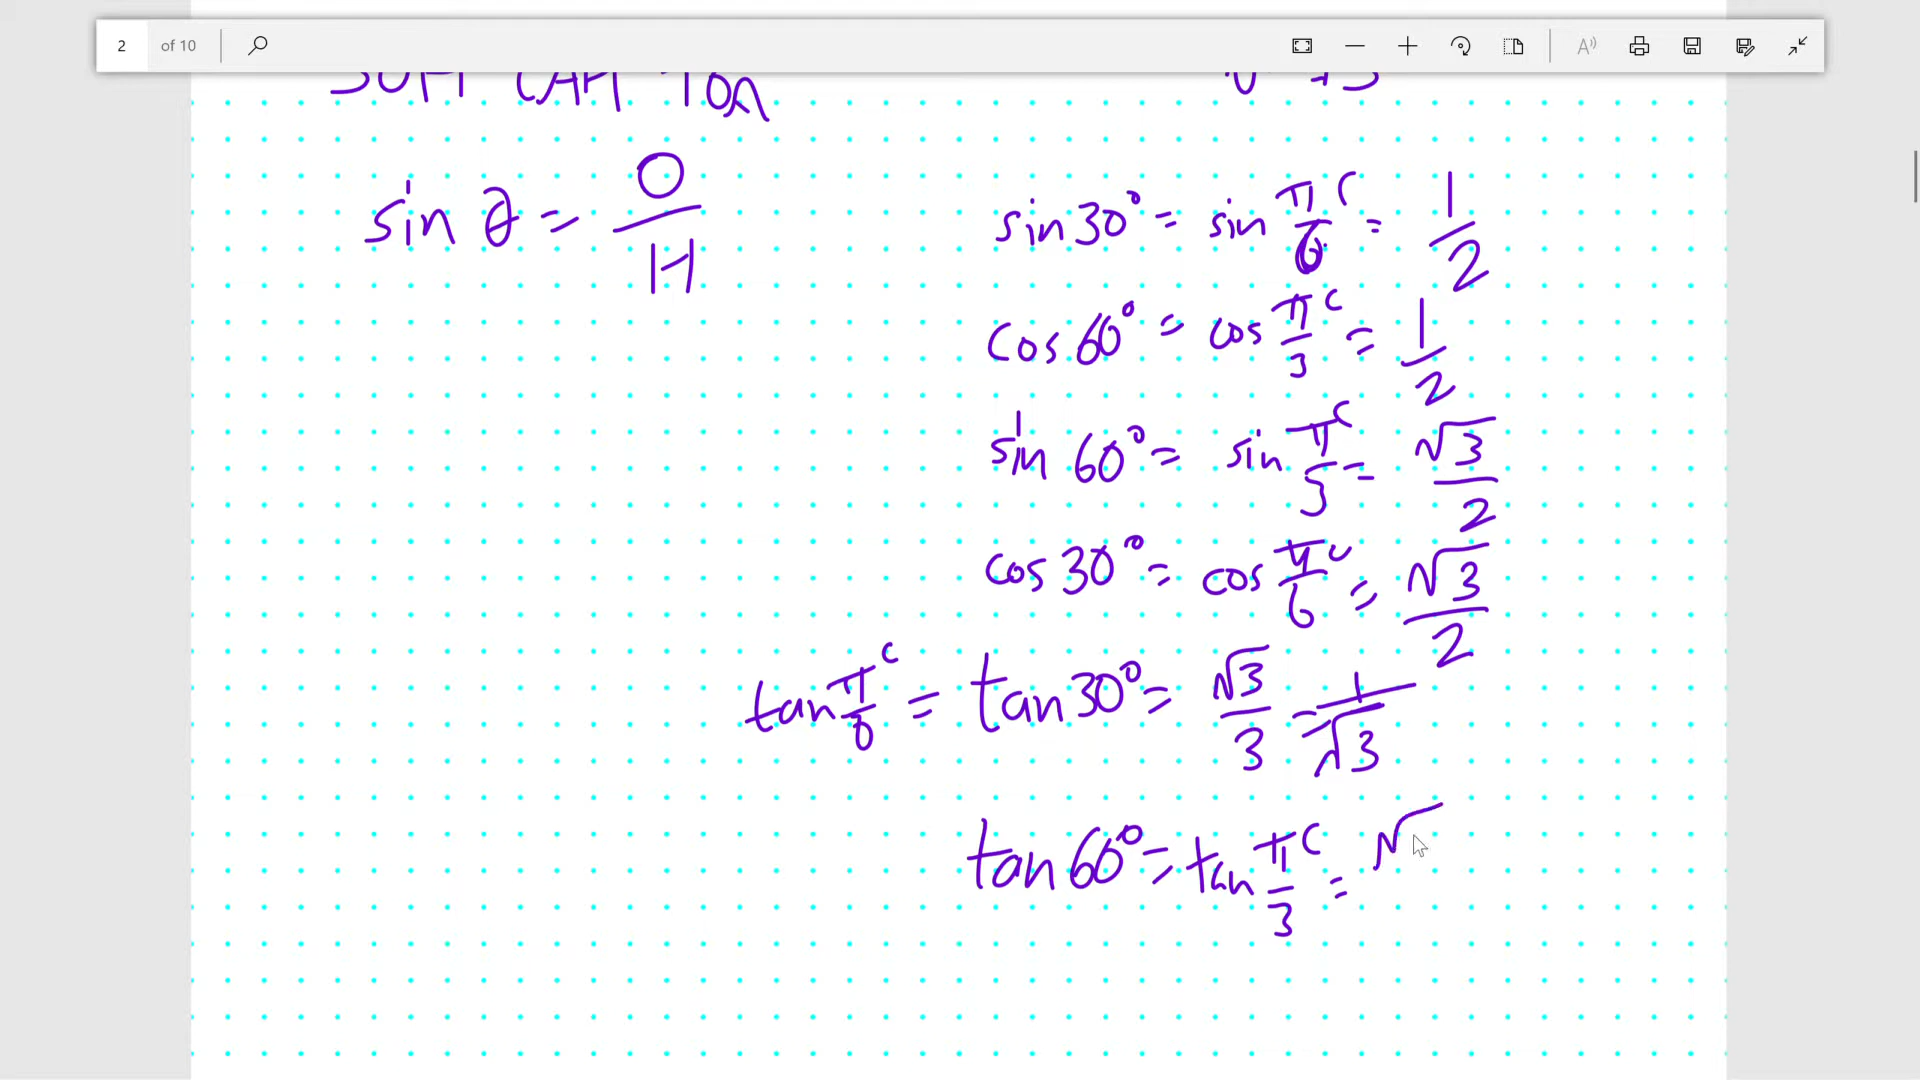 2 of 10
SOH CAH TOA
sin θ = O/H
sin 30° = sin π/6 ᶜ = 1/2
cos 60° = cos π/3 ᶜ = 1/2
sin 60° = sin π/3 ᶜ = √3/2
cos 30° = cos π/6 ᶜ = √3/2
tan π/6 ᶜ = tan 30° = √3/3 = 1/√3
tan 60° = tan π/3 ᶜ = √